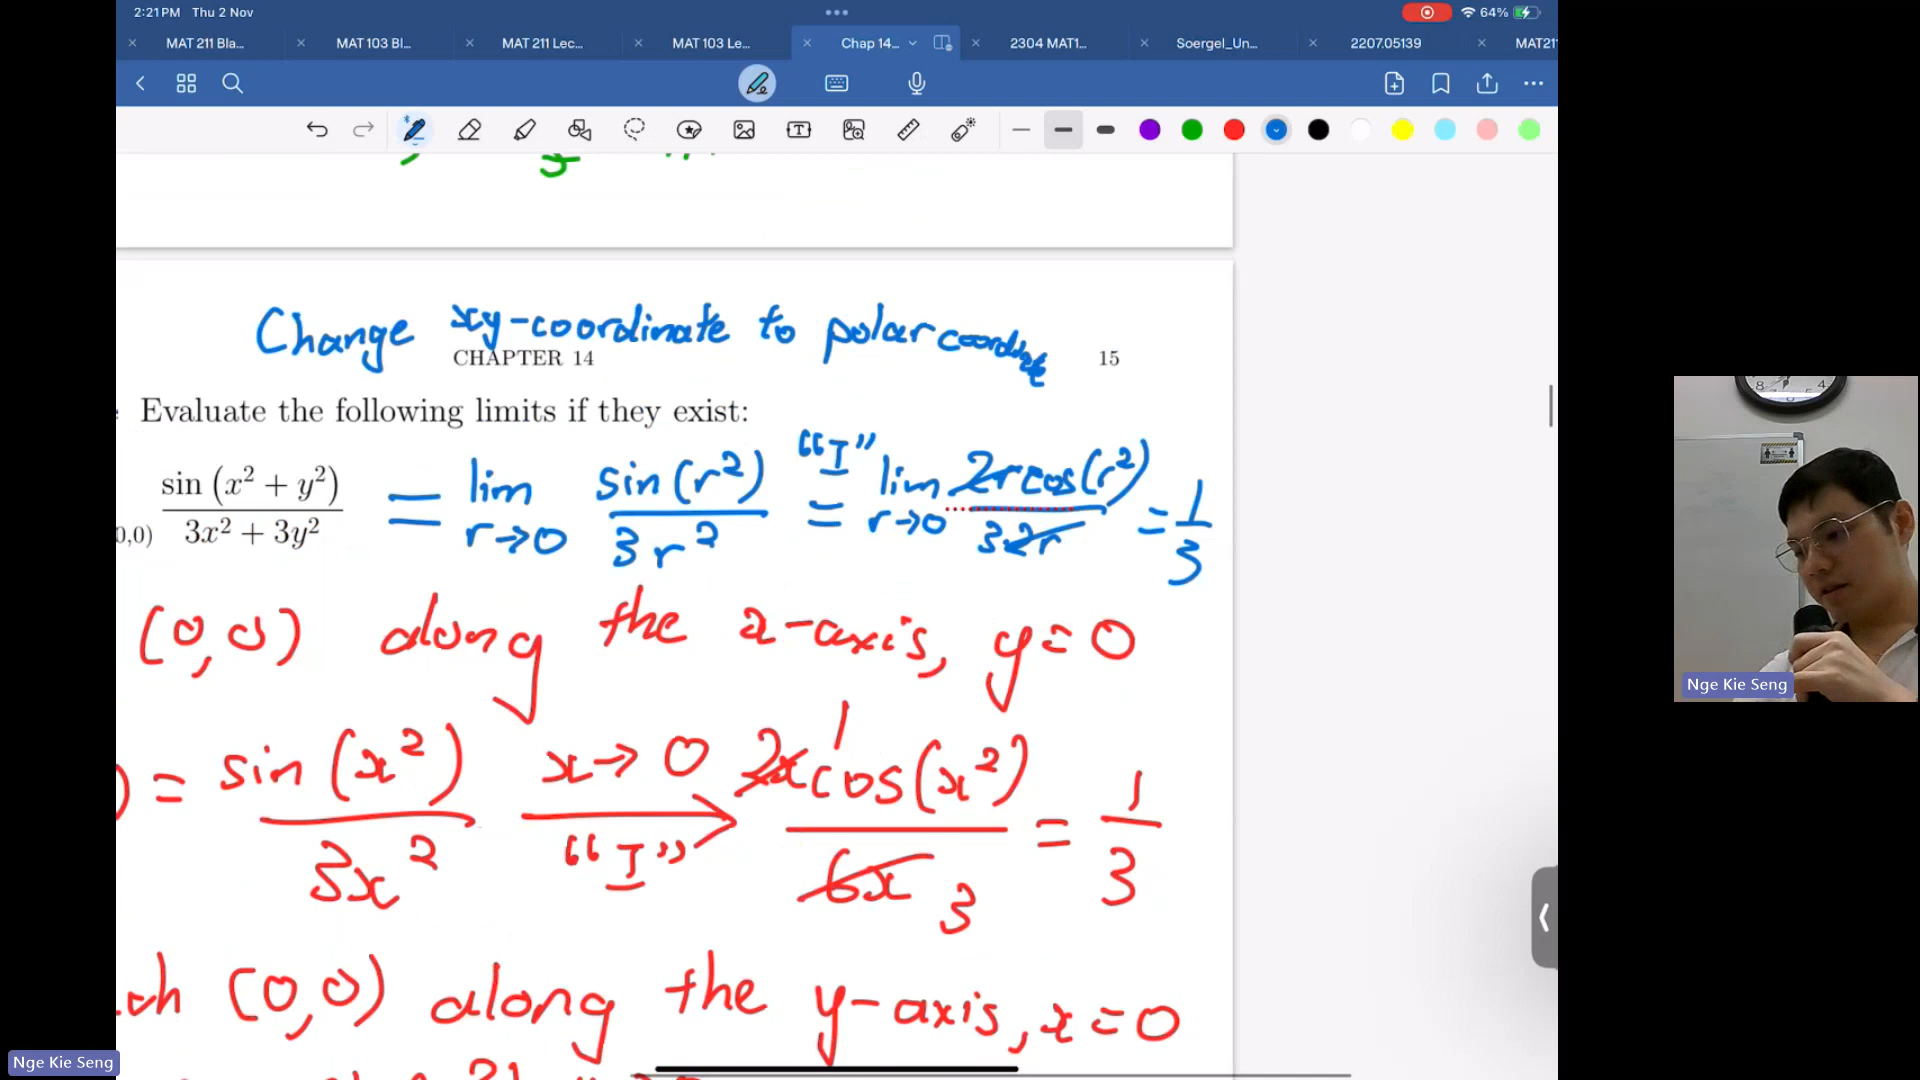 2:21 PM Thu 2 Nov
64%
MAT 211 Bla...
MAT 103 Bl...
MAT 211 Lec...
MAT 103 Le...
Chap 14...
2304 MAT1...
Soergel_Un...
2207.05139
MAT21
Change xy-coordinate to polar coordinate
CHAPTER 14
15
Evaluate the following limits if they exist:
0,0) sin (x² + y²) / 3x² + 3y² = lim r→0 sin(r²) / 3r² "I" = lim r→0 2r cos(r²) / 3 2r = 1/3
(0,0) along the x-axis, y=0
) = sin(x²) / 3x² x→0 "I" 2x cos(x²) 1 / 6x 3 = 1/3
(0,0) along the y-axis, x=0
Nge Kie Seng
Nge Kie Seng